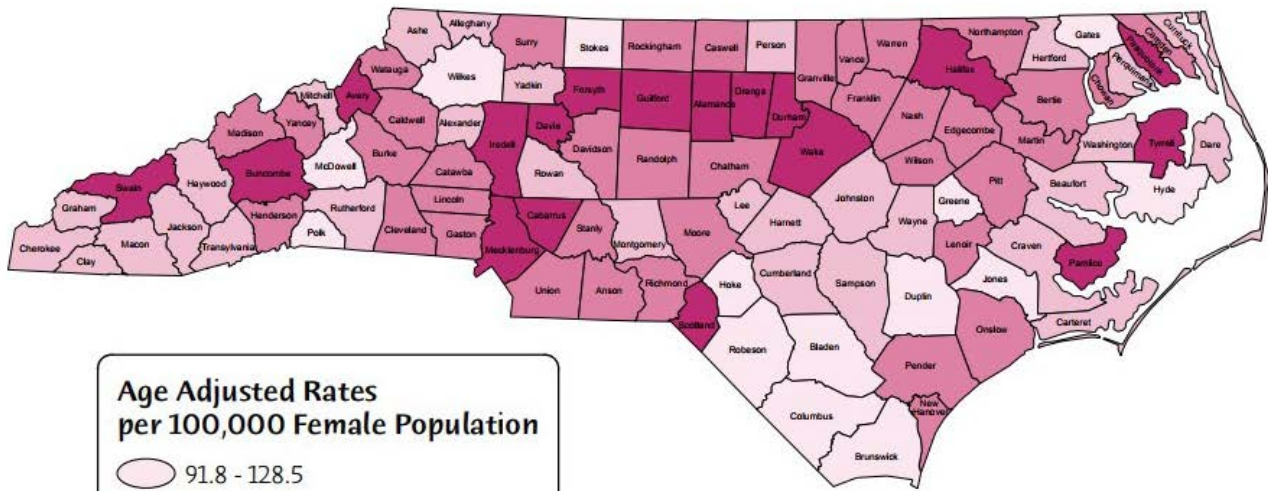 Ashe
Alleghany
Surry
Stokes
Rockingham
Caswell
Person
Granville
Vance
Warren
Northampton
Gates
Camden
Currituck
Pasquotank
Perquimans
Chowan
Hertford
Halifax
Watauga
Wilkes
Yadkin
Forsyth
Guilford
Alamance
Orange
Durham
Franklin
Nash
Bertie
Mitchell
Avery
Caldwell
Alexander
Iredell
Davie
Davidson
Randolph
Chatham
Wake
Wilson
Edgecombe
Martin
Washington
Tyrrell
Dare
Madison
Yancey
McDowell
Burke
Catawba
Rowan
Johnston
Greene
Pitt
Beaufort
Hyde
Swain
Haywood
Buncombe
Rutherford
Lincoln
Lee
Harnett
Wayne
Graham
Jackson
Henderson
Polk
Cleveland
Gaston
Cabarrus
Stanly
Montgomery
Moore
Lenoir
Craven
Pamlico
Cherokee
Clay
Macon
Transylvania
Mecklenburg
Union
Anson
Richmond
Hoke
Cumberland
Sampson
Duplin
Jones
Carteret
Scotland
Robeson
Bladen
Pender
Onslow
Columbus
New
Hanover
Brunswick
Age Adjusted Rates
per 100,000 Female Population
91.8 - 128.5